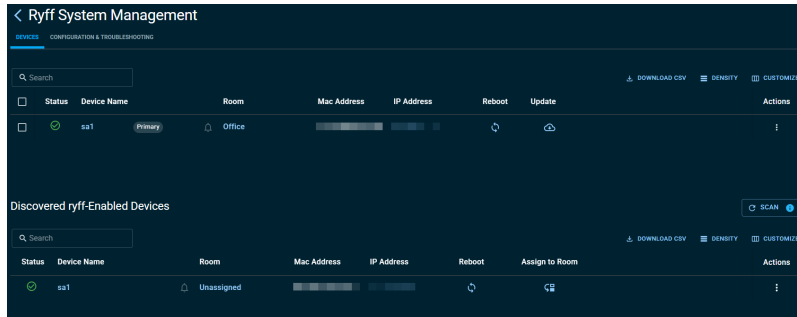 Ryff System Management
DEVICES CONFIGURATION & TROUBLESHOOTING
Search
DOWNLOAD CSV DENSITY CUSTOMIZE
Status Device Name Room Mac Address IP Address Reboot Update Actions
sa1 Primary Office
Discovered ryff-Enabled Devices
SCAN
Search
DOWNLOAD CSV DENSITY CUSTOMIZE
Status Device Name Room Mac Address IP Address Reboot Assign to Room Actions
sa1 Unassigned